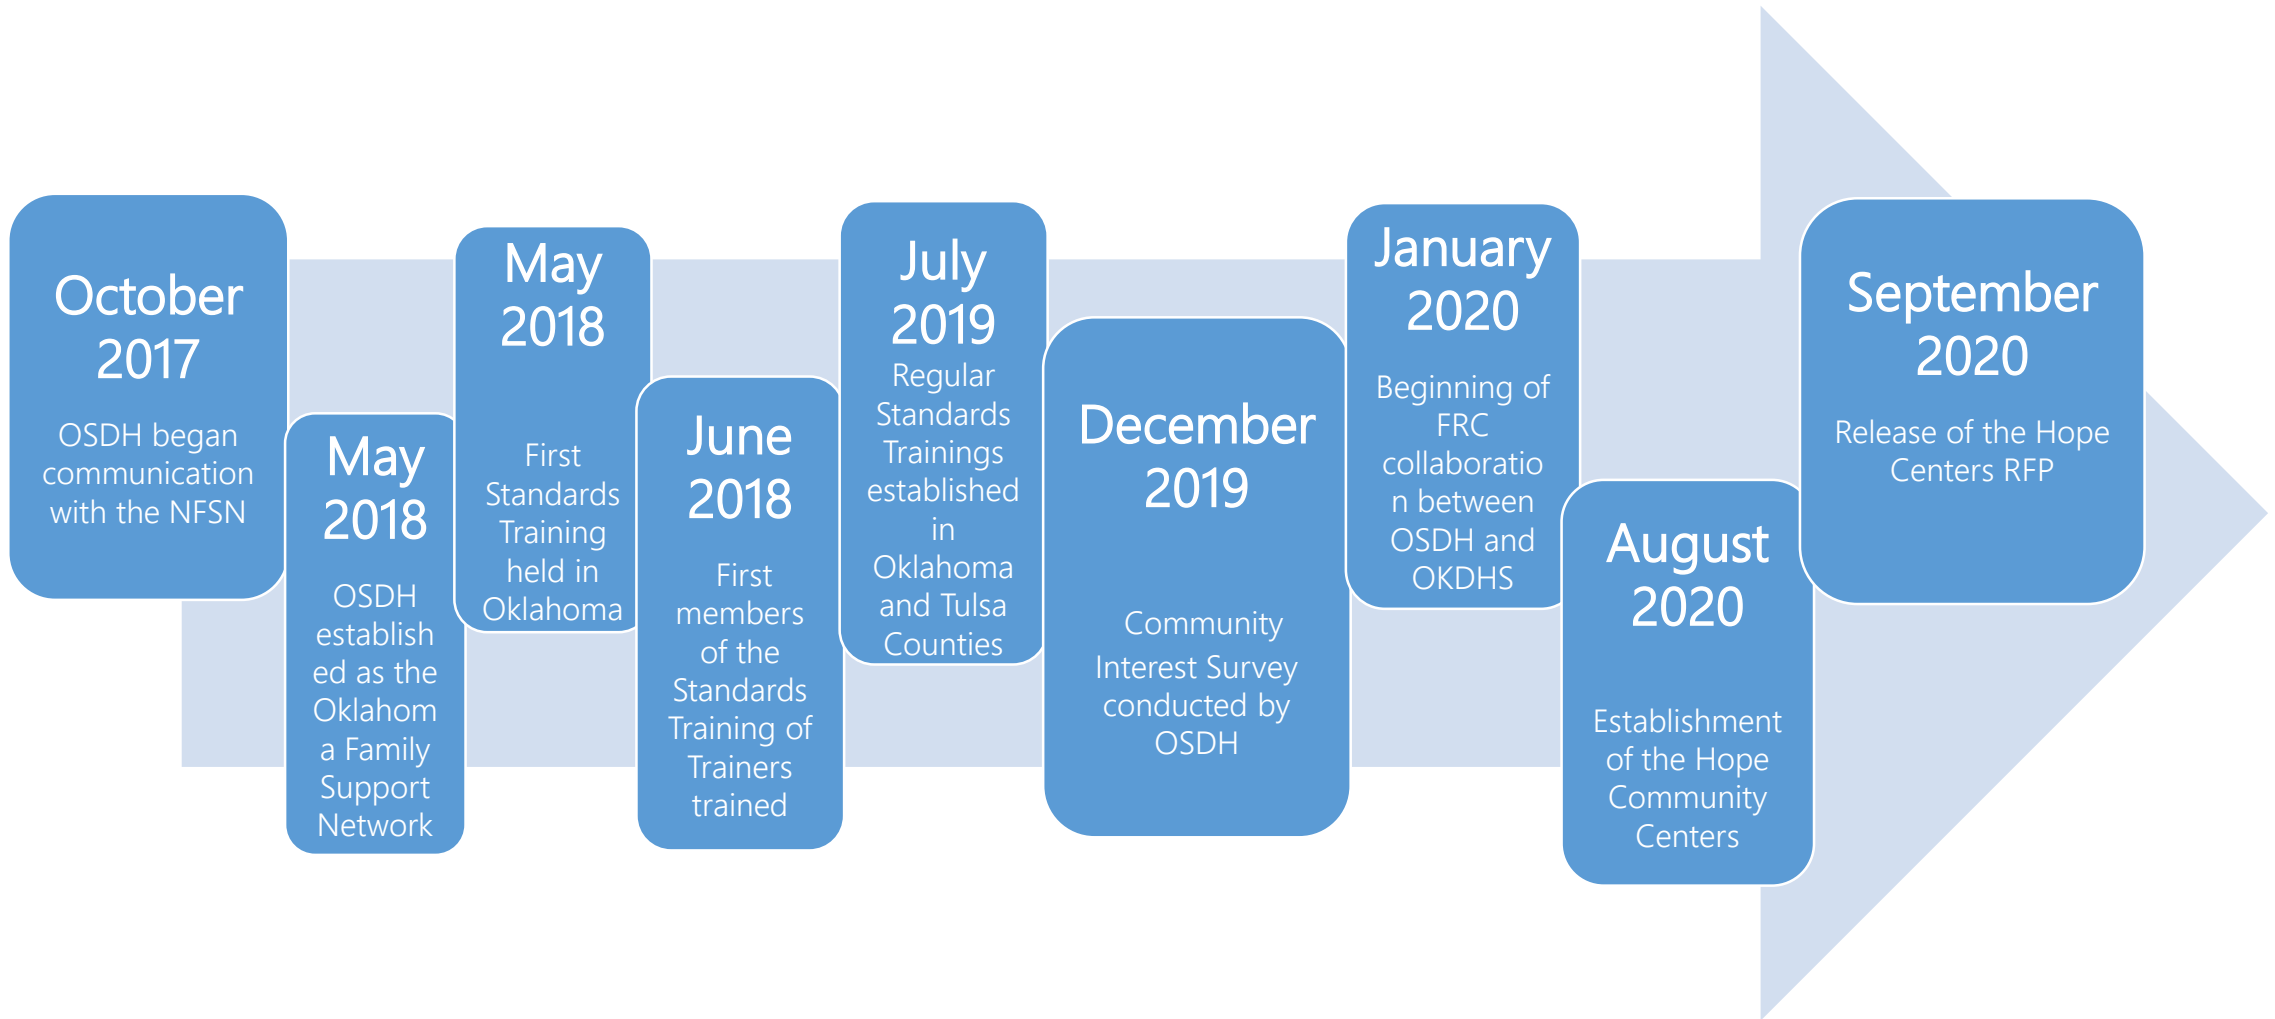 October
2017
OSDH began
communication
with the NFSN
May
2018
OSDH
establish
ed as the
Oklahom
a Family
Support
Network
May
2018
First
Standards
Training
held in
Oklahoma
June
2018
First
members
of the
Standards
Training of
Trainers
trained
July
2019
Regular
Standards
Trainings
established
in
Oklahoma
and Tulsa
Counties
December
2019
Community
Interest Survey
conducted by
OSDH
January
2020
Beginning of
FRC
collaboratio
n between
OSDH and
OKDHS
August
2020
Establishment
of the Hope
Community
Centers
September
2020
Release of the Hope
Centers RFP